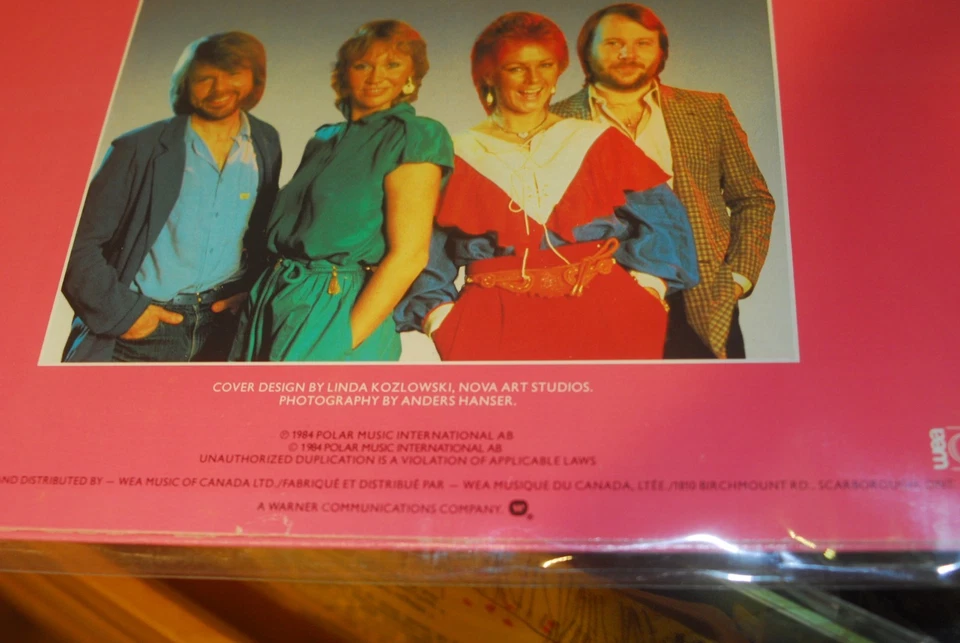 COVER DESIGN BY LINDA KOZLOWSKI, NOVA ART STUDIOS.
PHOTOGRAPHY BY ANDERS HANSER.
℗ 1984 POLAR MUSIC INTERNATIONAL AB
© 1984 POLAR MUSIC INTERNATIONAL AB
UNAUTHORIZED DUPLICATION IS A VIOLATION OF APPLICABLE LAWS
AND DISTRIBUTED BY — WEA MUSIC OF CANADA LTD./FABRIQUÉ ET DISTRIBUÉ PAR — WEA MUSIQUE DU CANADA, LTÉE./1810 BIRCHMOUNT RD., SCARBOROUGH, ONT.
A WARNER COMMUNICATIONS COMPANY.
wea